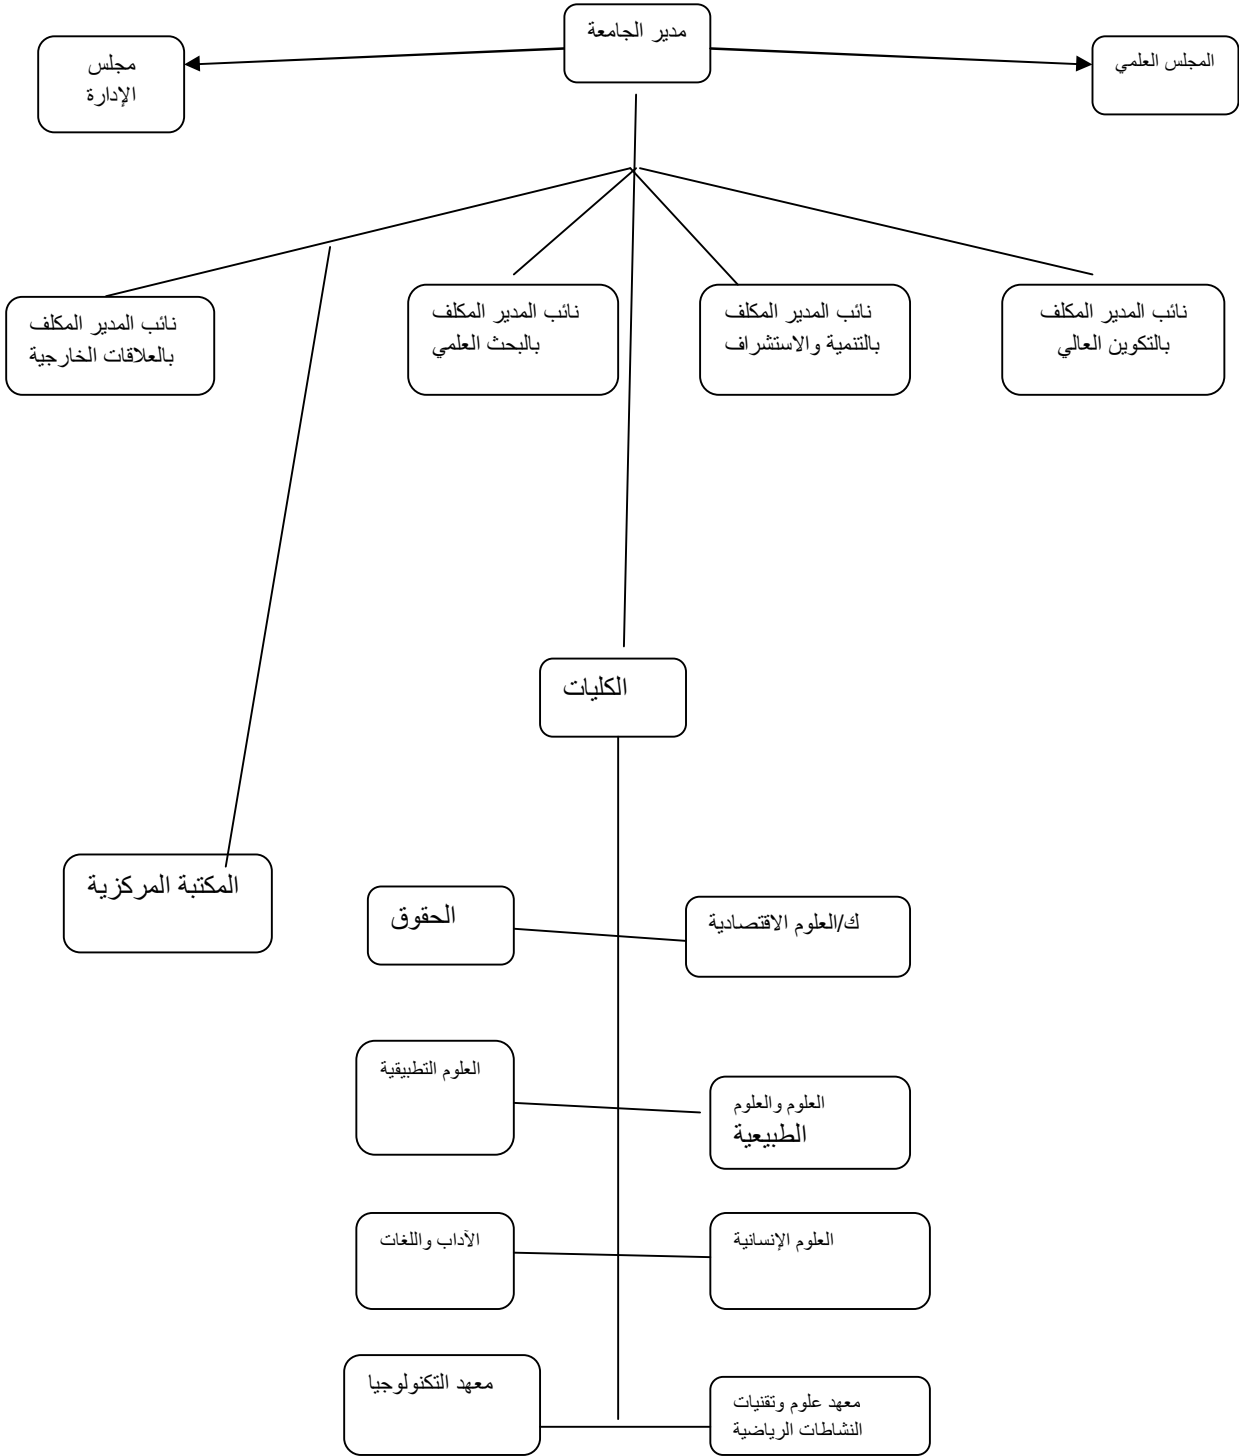 مدير الجامعة
المجلس العلمي
مجلس
الإدارة
نائب المدير المكلف
بالتكوين العالي
نائب المدير المكلف
بالتنمية والاستشراف
نائب المدير المكلف
بالبحث العلمي
نائب المدير المكلف
بالعلاقات الخارجية
الكليات
المكتبة المركزية
ك/العلوم الاقتصادية
الحقوق
العلوم والعلوم
الطبيعية
العلوم التطبيقية
العلوم الإنسانية
الآداب واللغات
معهد علوم وتقنيات
النشاطات الرياضية
معهد التكنولوجيا